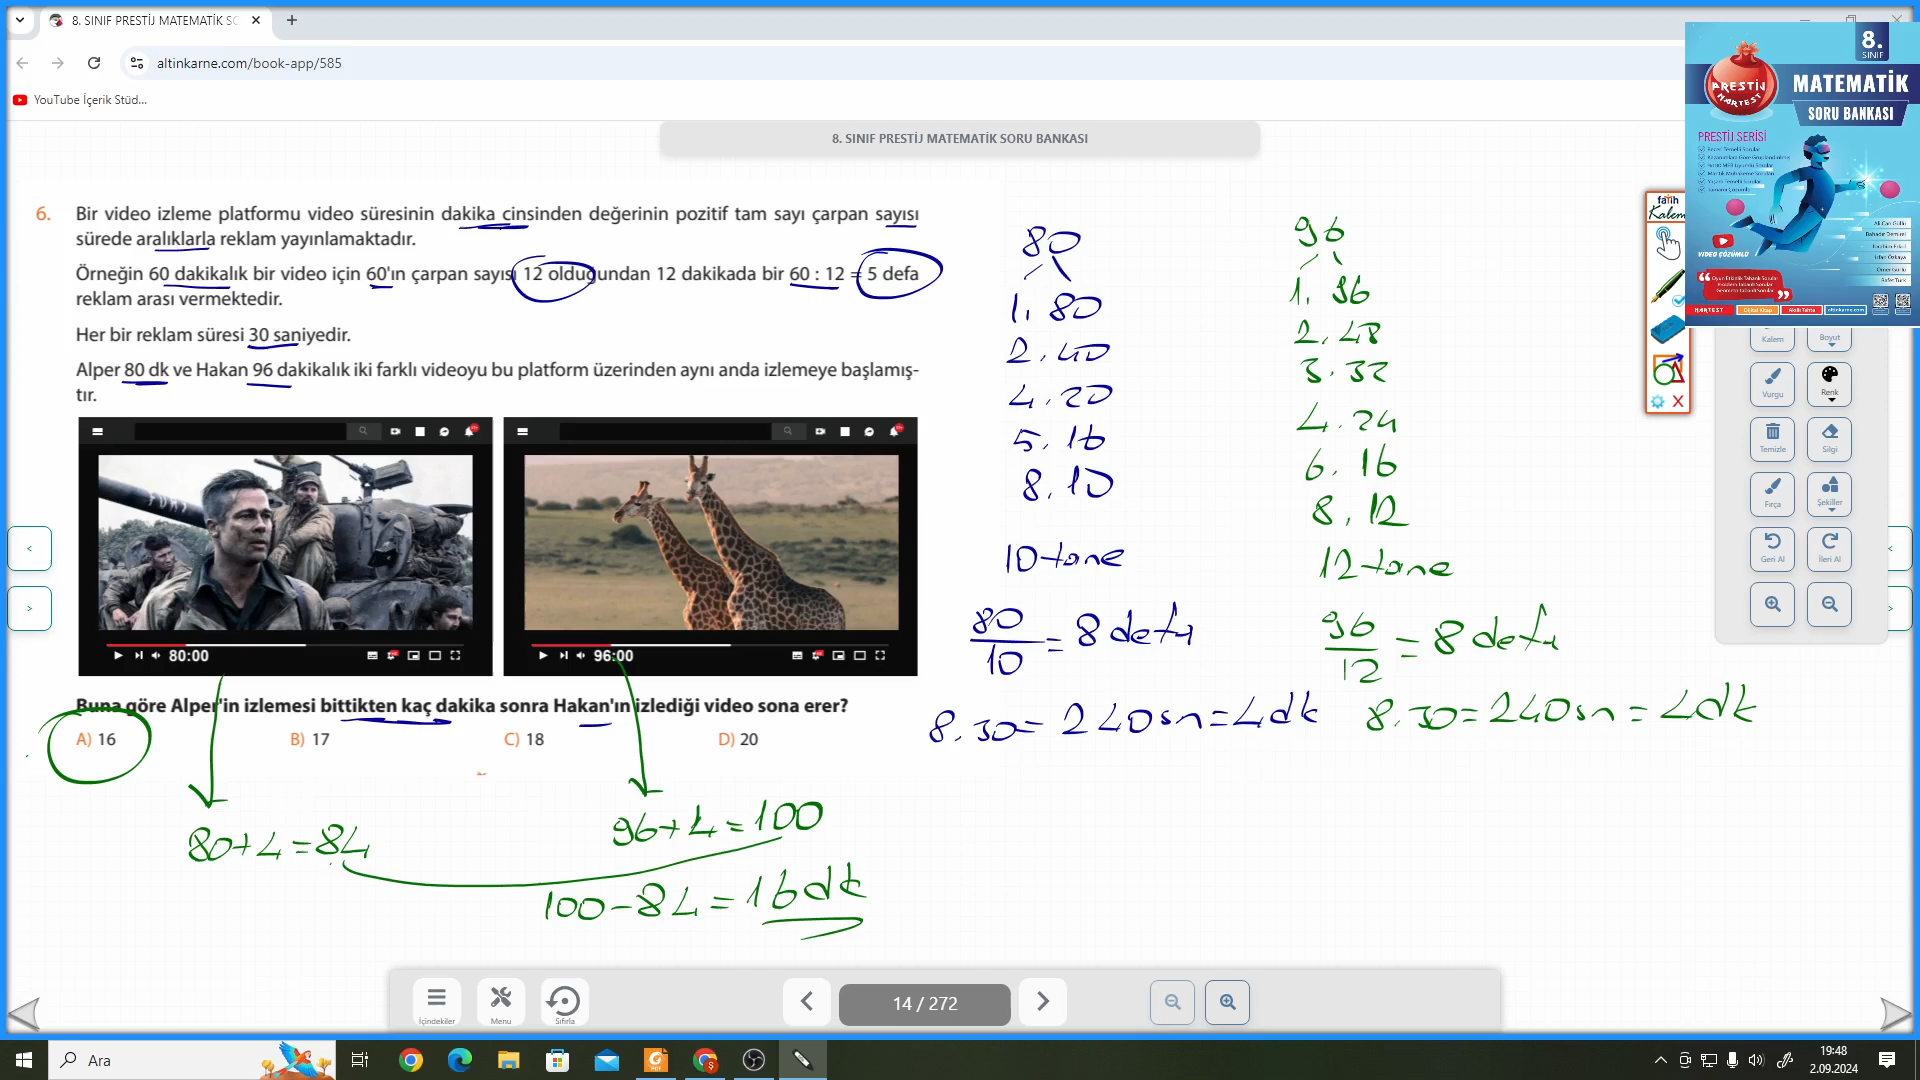 8. SINIF PRESTİJ MATEMATİK SO
altinkarne.com/book-app/585
YouTube İçerik Stüd...
8. SINIF PRESTİJ MATEMATİK SORU BANKASI
6. Bir video izleme platformu video süresinin dakika cinsinden değerinin pozitif tam sayı çarpan sayısı
sürede aralıklarla reklam yayınlamaktadır.
Örneğin 60 dakikalık bir video için 60'ın çarpan sayısı 12 olduğundan 12 dakikada bir 60 : 12 = 5 defa
reklam arası vermektedir.
Her bir reklam süresi 30 saniyedir.
Alper 80 dk ve Hakan 96 dakikalık iki farklı videoyu bu platform üzerinden aynı anda izlemeye başlamış-
tır.
80:00
96:00
Buna göre Alper'in izlemesi bittikten kaç dakika sonra Hakan'ın izlediği video sona erer?
A) 16
B) 17
C) 18
D) 20
80+4=84
96+4=100
100-84=16dk
80
1.80
2.40
4.20
5.16
8.10
10 tane
80/10 = 8 defa
8.30=240sn=4dk
96
1.96
2.48
3.32
4.24
6.16
8.12
12 tane
96/12 = 8 defa
8.30=240sn=4dk
8.
SINIF
PRESTİJ
NARTEST
MATEMATİK
SORU BANKASI
PRESTİJ SERİSİ
VİDEO ÇÖZÜMLÜ
fatih
Kalem
Kalem
Boyut
Vurgu
Renk
Temizle
Silgi
Fırça
Şekiller
Geri Al
İleri Al
İçindekiler
Menu
Sıfırla
14 / 272
Ara
19:48
2.09.2024